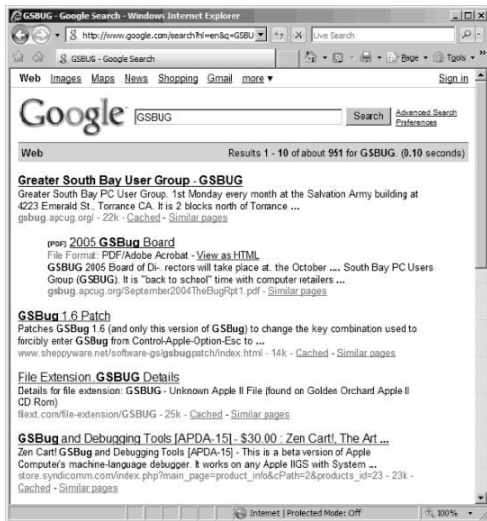 GSBUG - Google Search - Windows Internet Explorer
http://www.google.com/search?hl=en&q=GSBU
Live Search
GSBUG - Google Search
Page
Tools
Web Images Maps News Shopping Gmail more ▼ Sign in
Google GSBUG Search Advanced Search
Preferences
Web Results 1 - 10 of about 951 for GSBUG. (0.10 seconds)
Greater South Bay User Group - GSBUG
Greater South Bay PC User Group. 1st Monday every month at the Salvation Army building at
4223 Emerald St., Torrance CA. It is 2 blocks north of Torrance ...
gsbug.apcug.org/ - 22k - Cached - Similar pages
[PDF] 2005 GSBug Board
File Format: PDF/Adobe Acrobat - View as HTML
GSBUG 2005 Board of Di-. rectors will take place at. the October .... South Bay PC Users
Group (GSBUG). It is "back to school" time with computer retailers ...
gsbug.apcug.org/September2004TheBugRpt1.pdf - Similar pages
GSBug 1.6 Patch
Patches GSBug 1.6 (and only this version of GSBug) to change the key combination used to
forcibly enter GSBug from Control-Apple-Option-Esc to ...
www.sheppyware.net/software-gs/gsbugpatch/index.html - 14k - Cached - Similar pages
File Extension .GSBUG Details
Details for file extension: GSBUG - Unknown Apple II File (found on Golden Orchard Apple II
CD Rom)
filext.com/file-extension/GSBUG - 25k - Cached - Similar pages
GSBug and Debugging Tools [APDA-15] - $30.00 : Zen Cart!, The Art ...
Zen Cart! GSBug and Debugging Tools [APDA-15] - This is a beta version of Apple
Computer's machine-language debugger. It works on any Apple IIGS with System ...
store.syndicomm.com/index.php?main_page=product_info&cPath=2&products_id=23 - 23k -
Cached - Similar pages
Internet | Protected Mode: Off 100%